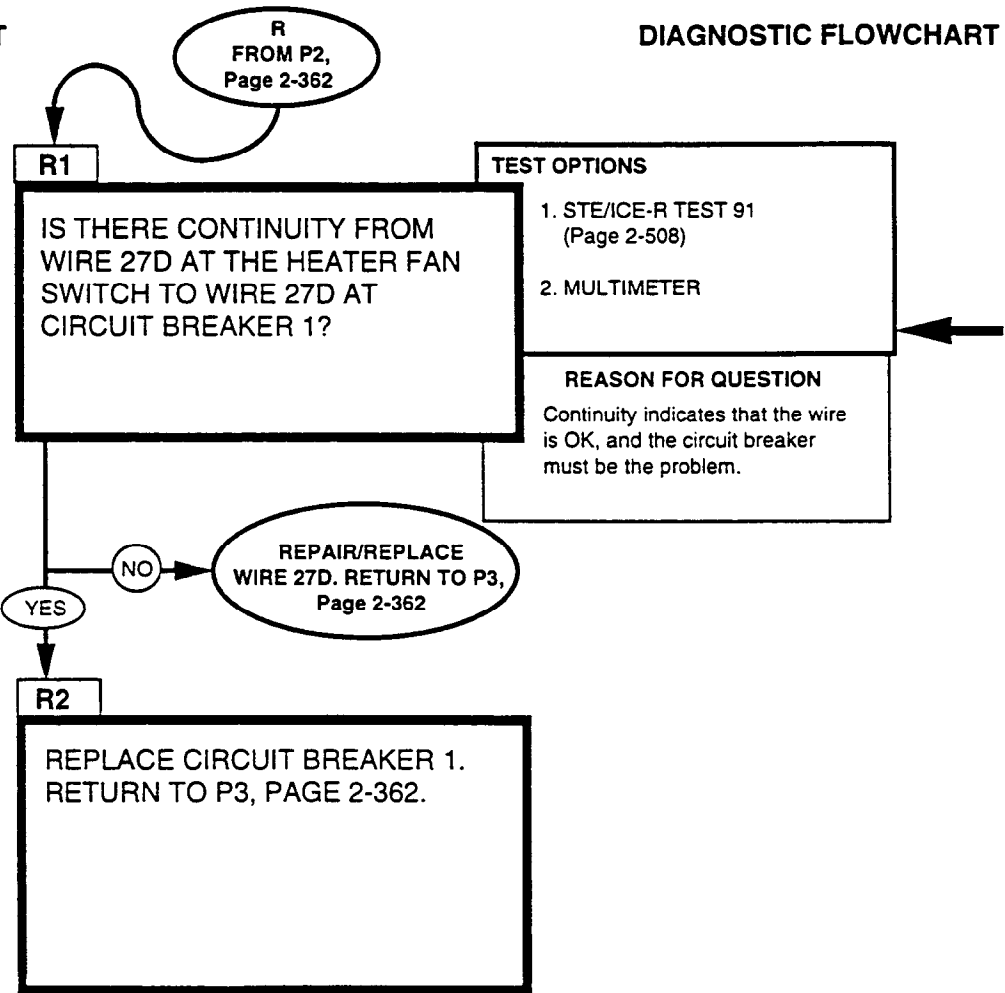 T
R
FROM P2,
Page 2-362
DIAGNOSTIC FLOWCHART
R1
IS THERE CONTINUITY FROM
WIRE 27D AT THE HEATER FAN
SWITCH TO WIRE 27D AT
CIRCUIT BREAKER 1?
TEST OPTIONS
1. STE/ICE-R TEST 91
(Page 2-508)
2. MULTIMETER
REASON FOR QUESTION
Continuity indicates that the wire
is OK, and the circuit breaker
must be the problem.
NO
REPAIR/REPLACE
WIRE 27D. RETURN TO P3,
Page 2-362
YES
R2
REPLACE CIRCUIT BREAKER 1.
RETURN TO P3, PAGE 2-362.